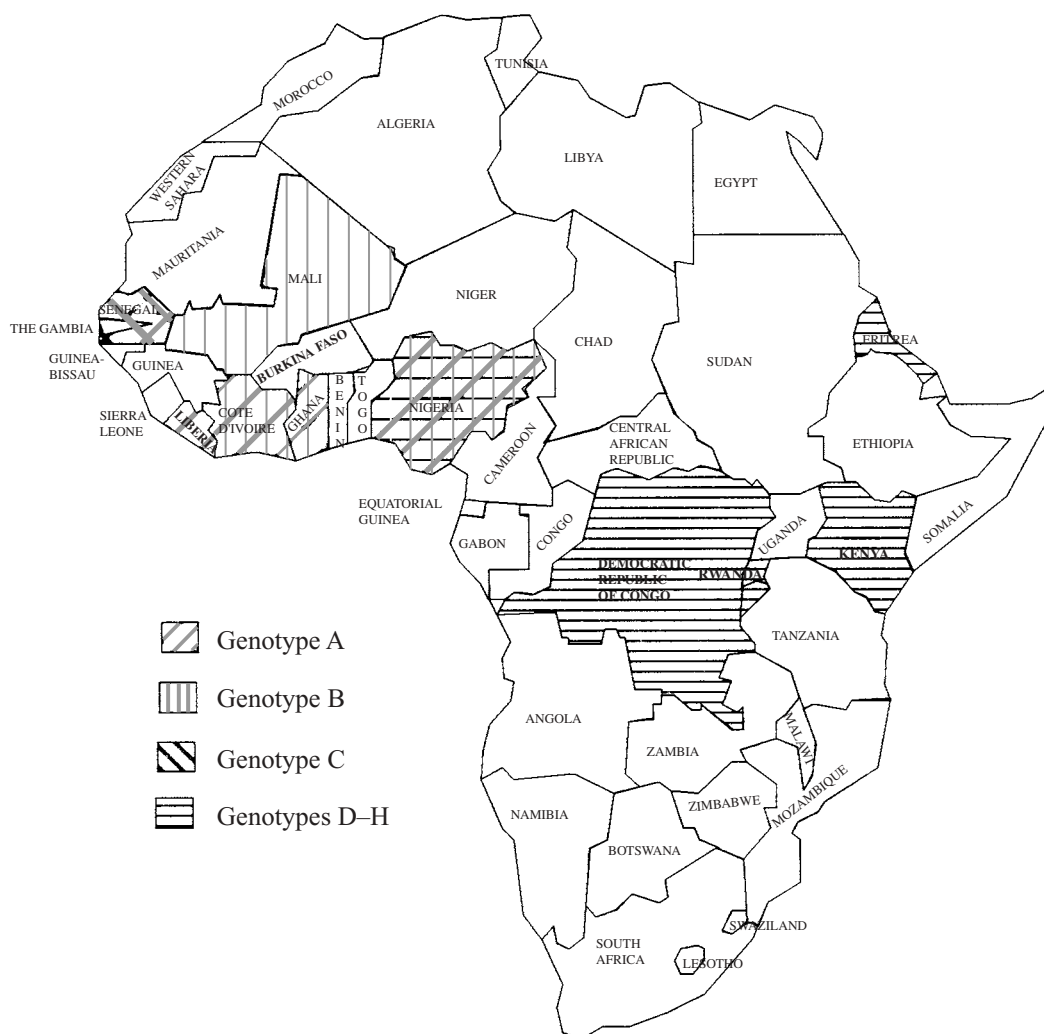 TUNISIA
MOROCCO
ALGERIA
LIBYA
EGYPT
WESTERN
SAHARA
MAURITANIA
MALI
NIGER
CHAD
SUDAN
ERITREA
SENEGAL
THE GAMBIA
GUINEA-
BISSAU
GUINEA
BURKINA FASO
SIERRA
LEONE
LIBERIA
COTE
D'IVOIRE
GHANA
BENIN
TOGO
NIGERIA
CAMEROON
CENTRAL
AFRICAN
REPUBLIC
ETHIOPIA
SOMALIA
EQUATORIAL
GUINEA
GABON
CONGO
UGANDA
KENYA
DEMOCRATIC
REPUBLIC
OF CONGO
RWANDA
TANZANIA
Genotype A
Genotype B
Genotype C
Genotypes D–H
ANGOLA
ZAMBIA
MALAWI
MOZAMBIQUE
ZIMBABWE
NAMIBIA
BOTSWANA
SWAZILAND
SOUTH
AFRICA
LESOTHO